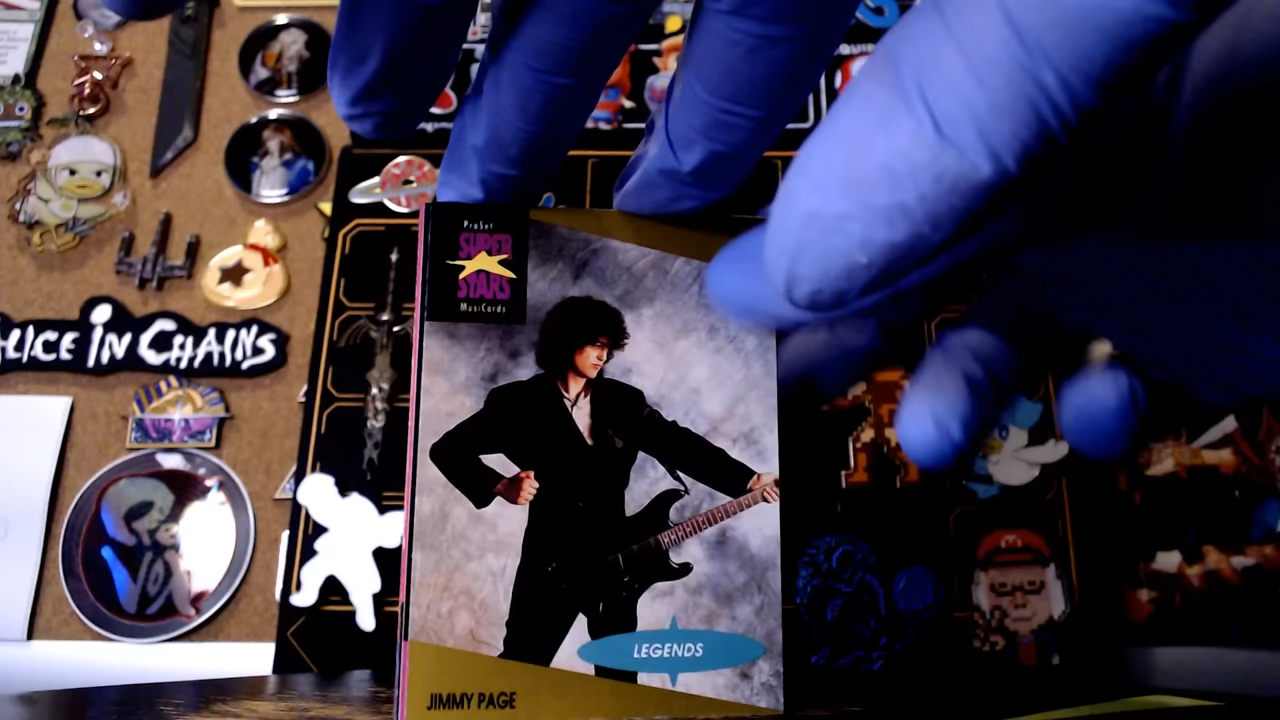 ProSet
SUPER
STARS
MusiCards
ALICE IN CHAINS
LEGENDS
JIMMY PAGE